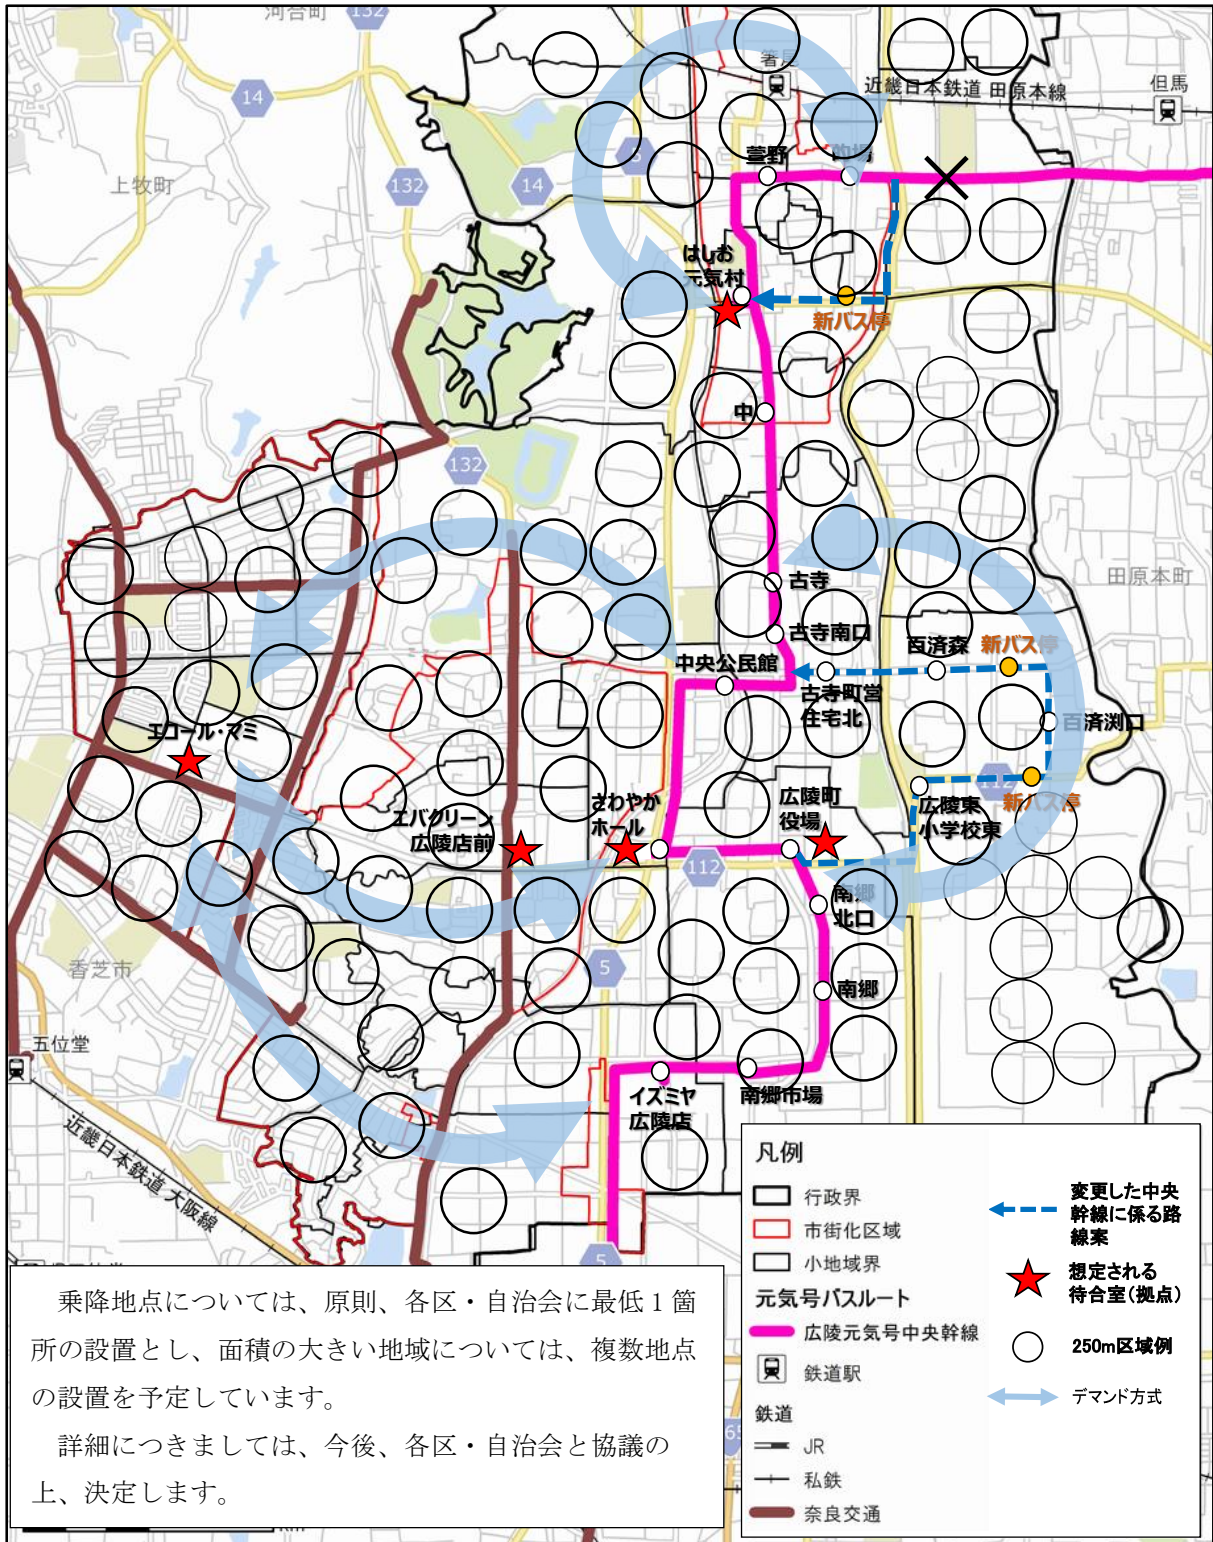 河合町
132
箸尾
近畿日本鉄道 田原本線
但馬
14
5
上牧町
132
14
萱野
的場
はしお
元気村
新バス停
中
132
田原本町
古寺
古寺南口
百済森
新バス停
中央公民館
古寺町営
住宅北
百済渕口
エコール・マミ
112
新バス停
エバグリーン
広陵店前
さわやか
ホール
広陵町
役場
広陵東
小学校東
112
南郷
北口
香芝市
5
南郷
五位堂
イズミヤ
広陵店
南郷市場
近畿日本鉄道 大阪線
5
凡例
行政界
市街化区域
小地域界
元気号バスルート
広陵元気号中央幹線
鉄道駅
鉄道
JR
私鉄
奈良交通
変更した中央
幹線に係る路
線案
想定される
待合室(拠点)
250m区域例
デマンド方式
乗降地点については、原則、各区・自治会に最低1箇
所の設置とし、面積の大きい地域については、複数地点
の設置を予定しています。
詳細につきましては、今後、各区・自治会と協議の
上、決定します。